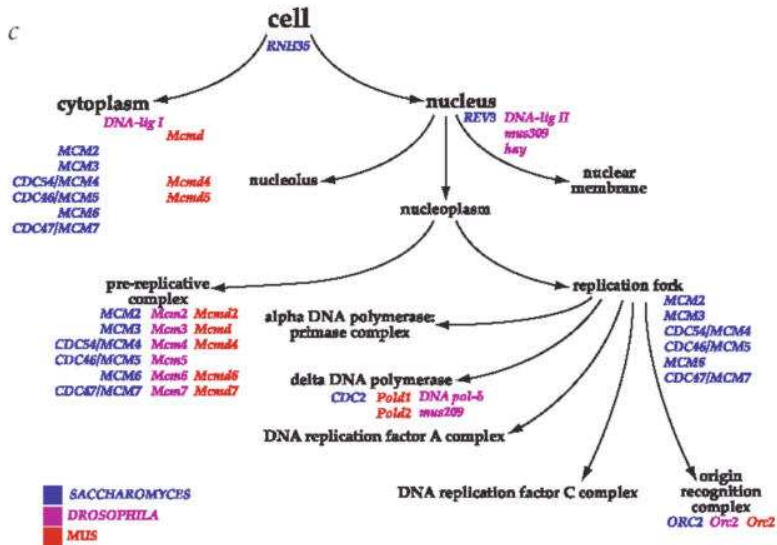 c
cell
RNH35
cytoplasm
DNA-lig I
Mcmd
MCM2
MCM3
CDC54/MCM4 Mcmd4
CDC46/MCM5 Mcmd5
MCM6
CDC47/MCM7
nucleus
REV3 DNA-lig II
mus309
hay
nucleolus
nuclear
membrane
nucleoplasm
pre-replicative
complex
MCM2 Mcm2 Mcmd2
MCM3 Mcm3 Mcmd
CDC54/MCM4 Mcm4 Mcmd4
CDC46/MCM5 Mcm5
MCM6 Mcm6 Mcmd6
CDC47/MCM7 Mcm7 Mcmd7
replication fork
MCM2
MCM3
CDC54/MCM4
CDC46/MCM5
MCM6
CDC47/MCM7
alpha DNA polymerase:
primase complex
delta DNA polymerase
CDC2 Pold1 DNA pol-δ
Pold2 mus209
DNA replication factor A complex
DNA replication factor C complex
origin
recognition
complex
ORC2 Orc2 Orc2
SACCHAROMYCES
DROSOPHILA
MUS